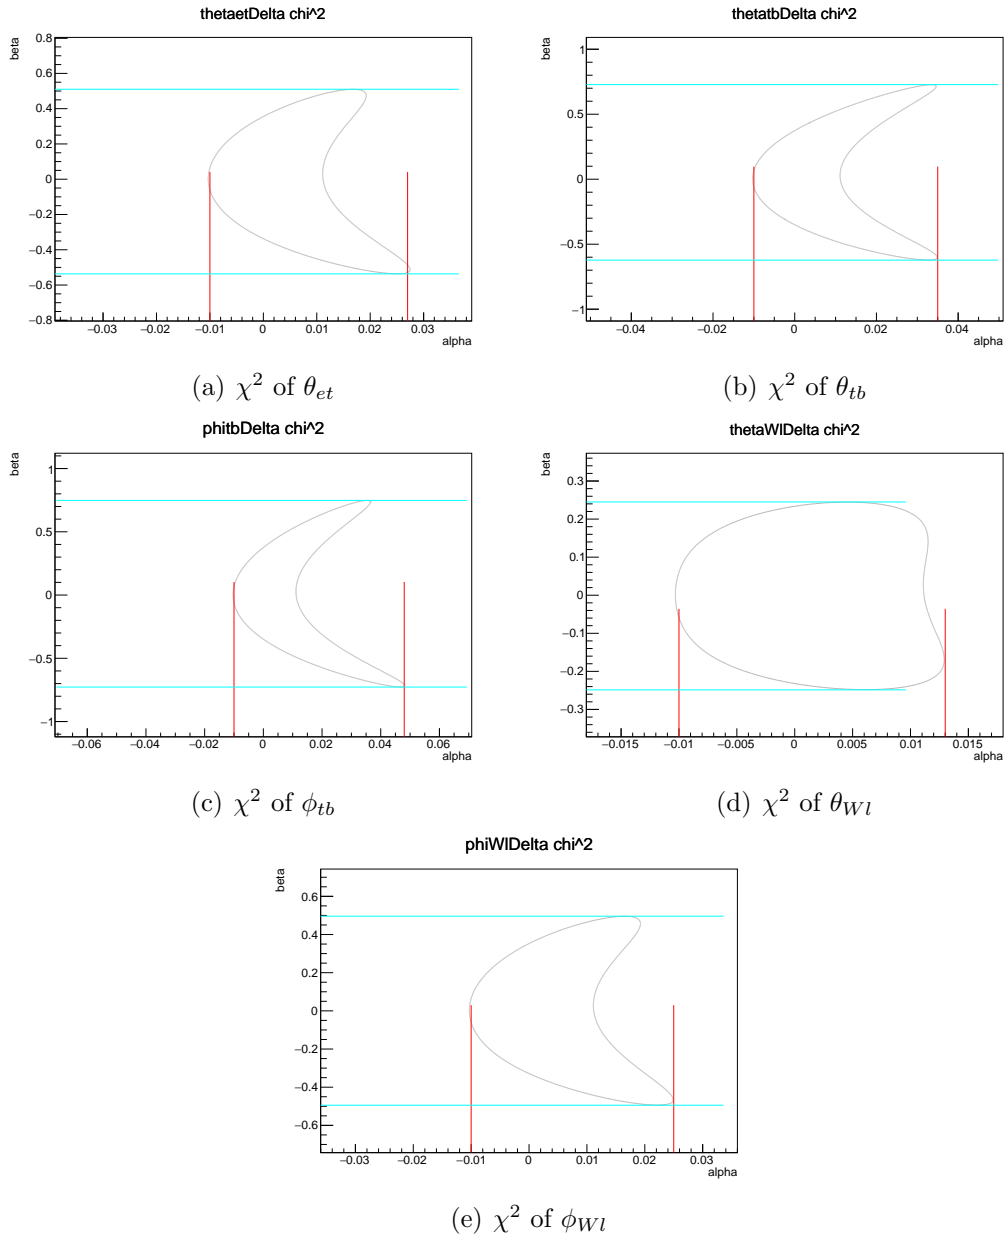 thetaetDelta chi^2
beta
0.8
0.6
0.4
0.2
0
−0.2
−0.4
−0.6
−0.8
−0.03 −0.02 −0.01 0 0.01 0.02 0.03
alpha
(a) χ² of θ_et
thetatbDelta chi^2
beta
1
0.5
0
−0.5
−1
−0.04 −0.02 0 0.02 0.04
alpha
(b) χ² of θ_tb
phitbDelta chi^2
beta
1
0.5
0
−0.5
−1
−0.06 −0.04 −0.02 0 0.02 0.04 0.06
alpha
(c) χ² of ϕ_tb
thetaWlDelta chi^2
beta
0.3
0.2
0.1
0
−0.1
−0.2
−0.3
−0.015 −0.01 −0.005 0 0.005 0.01 0.015
alpha
(d) χ² of θ_Wl
phiWlDelta chi^2
beta
0.6
0.4
0.2
0
−0.2
−0.4
−0.6
−0.03 −0.02 −0.01 0 0.01 0.02 0.03
alpha
(e) χ² of ϕ_Wl